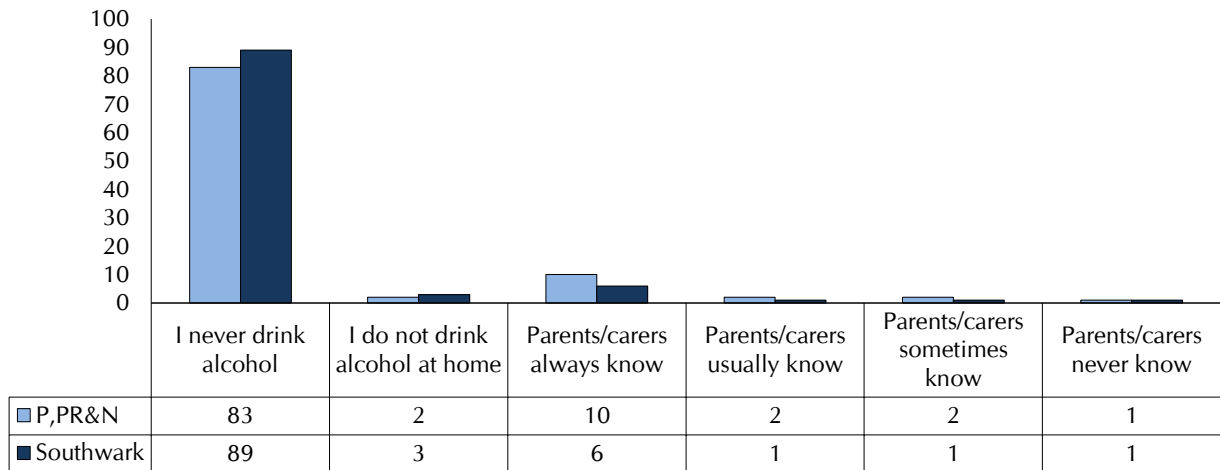 100
90
80
70
60
50
40
30
20
10
0
I never drink
alcohol
I do not drink
alcohol at home
Parents/carers
always know
Parents/carers
usually know
Parents/carers
sometimes
know
Parents/carers
never know
P,PR&N 83 2 10 2 2 1
Southwark 89 3 6 1 1 1